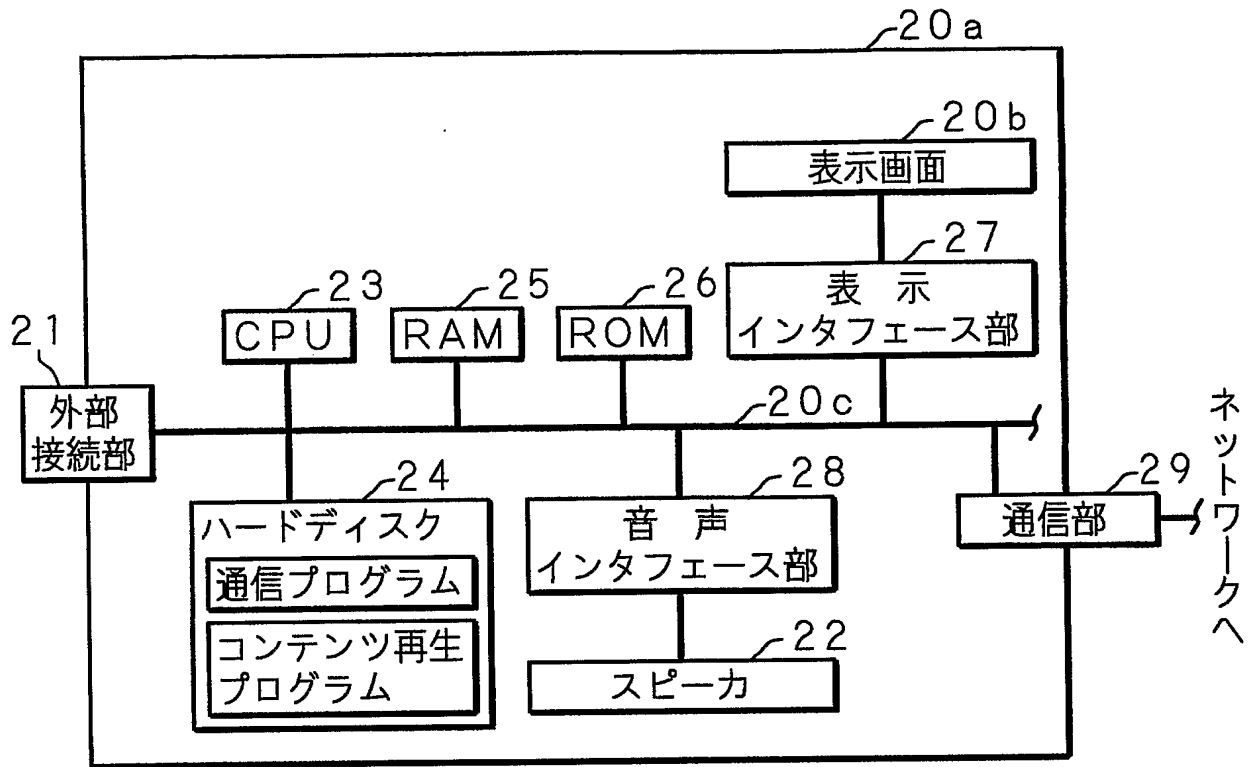 20a
20b
表示画面
27
表 示
インタフェース部
23
CPU
25
RAM
26
ROM
21
外部
接続部
20c
24
ハードディスク
通信プログラム
コンテンツ再生
プログラム
28
音 声
インタフェース部
22
スピーカ
29
通信部
ネットワークへ